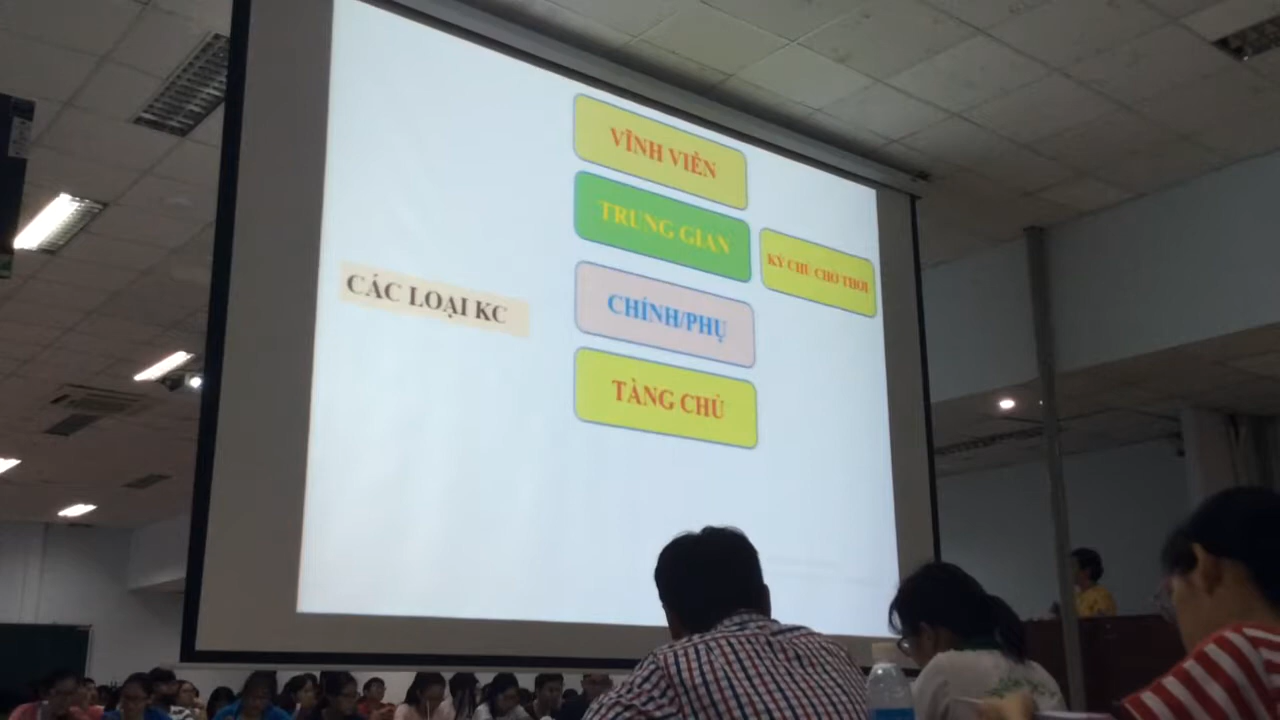 VĨNH VIỄN
TRUNG GIAN
KÝ CHỦ CHỜ THỜI
CÁC LOẠI KC
CHÍNH/PHỤ
TÀNG CHỦ